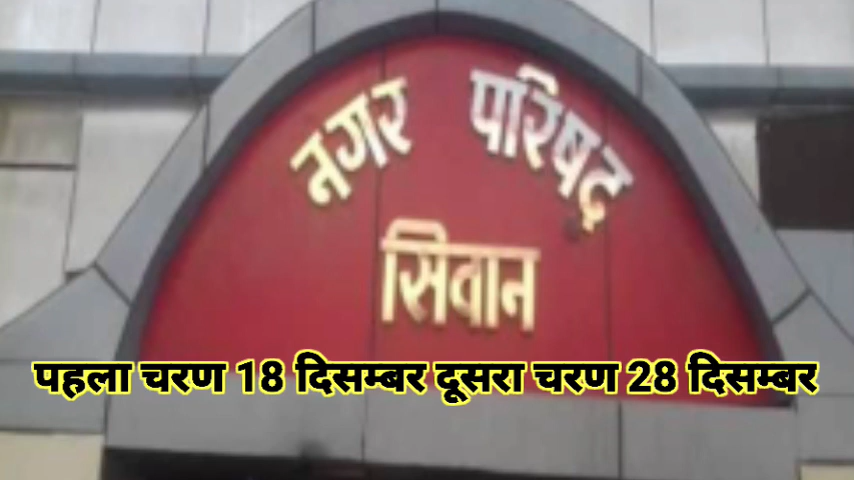 नगर परिषद्
सिवान
पहला चरण 18 दिसम्बर दूसरा चरण 28 दिसम्बर